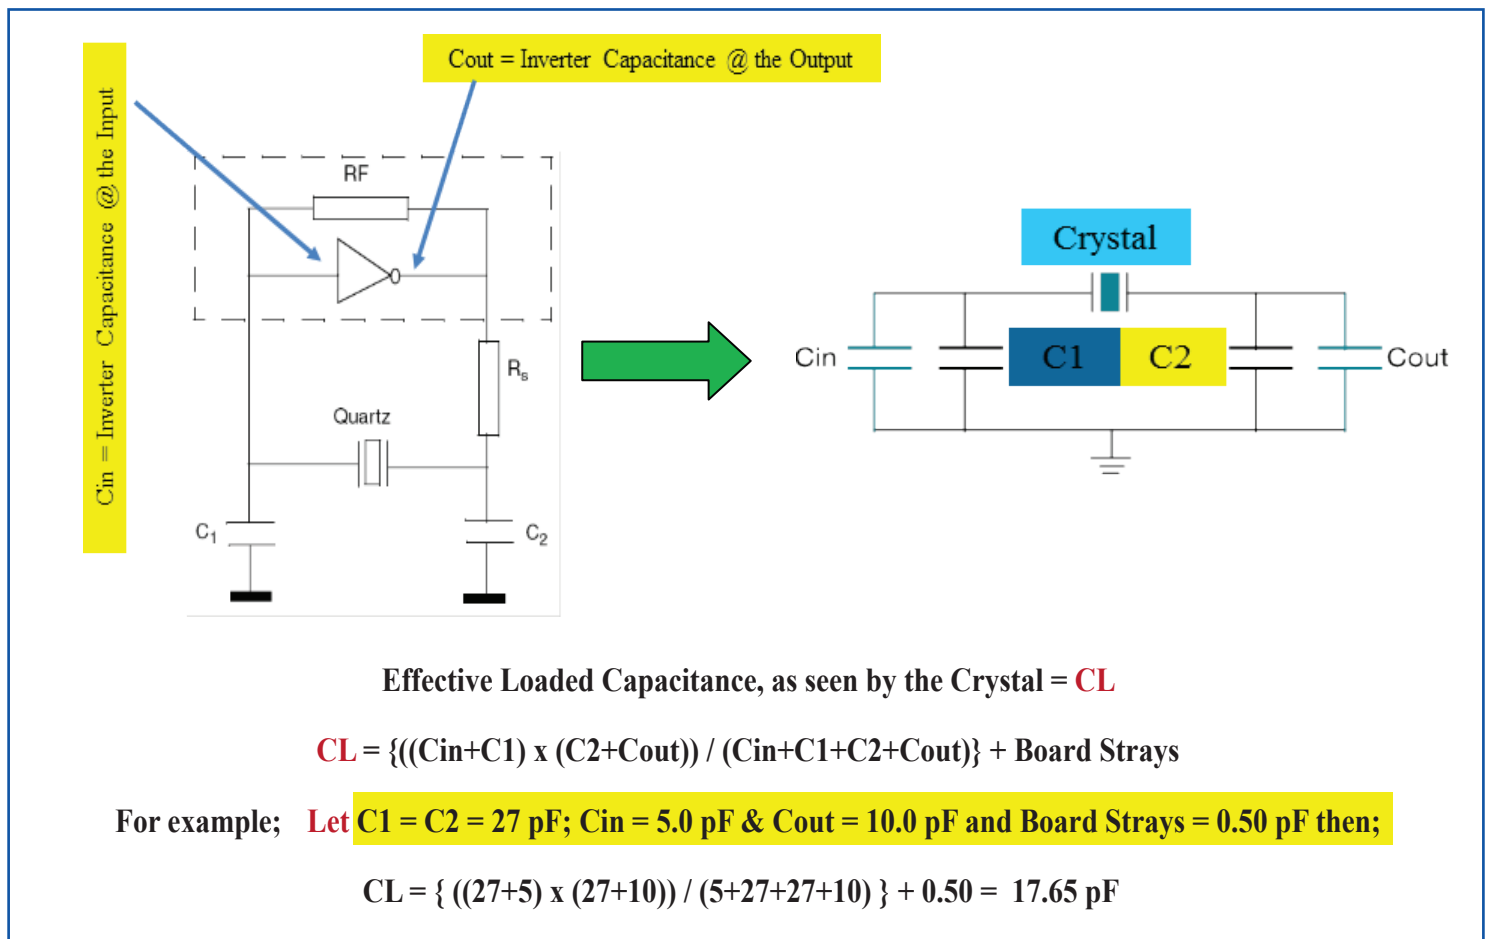 Cout = Inverter Capacitance @ the Output
Cin = Inverter Capacitance @ the Input
RF
Rs
Quartz
C1
C2
Crystal
Cin
C1
C2
Cout
Effective Loaded Capacitance, as seen by the Crystal = CL
CL = {((Cin+C1) x (C2+Cout)) / (Cin+C1+C2+Cout)} + Board Strays
For example; Let C1 = C2 = 27 pF; Cin = 5.0 pF & Cout = 10.0 pF and Board Strays = 0.50 pF then;
CL = { ((27+5) x (27+10)) / (5+27+27+10) } + 0.50 = 17.65 pF